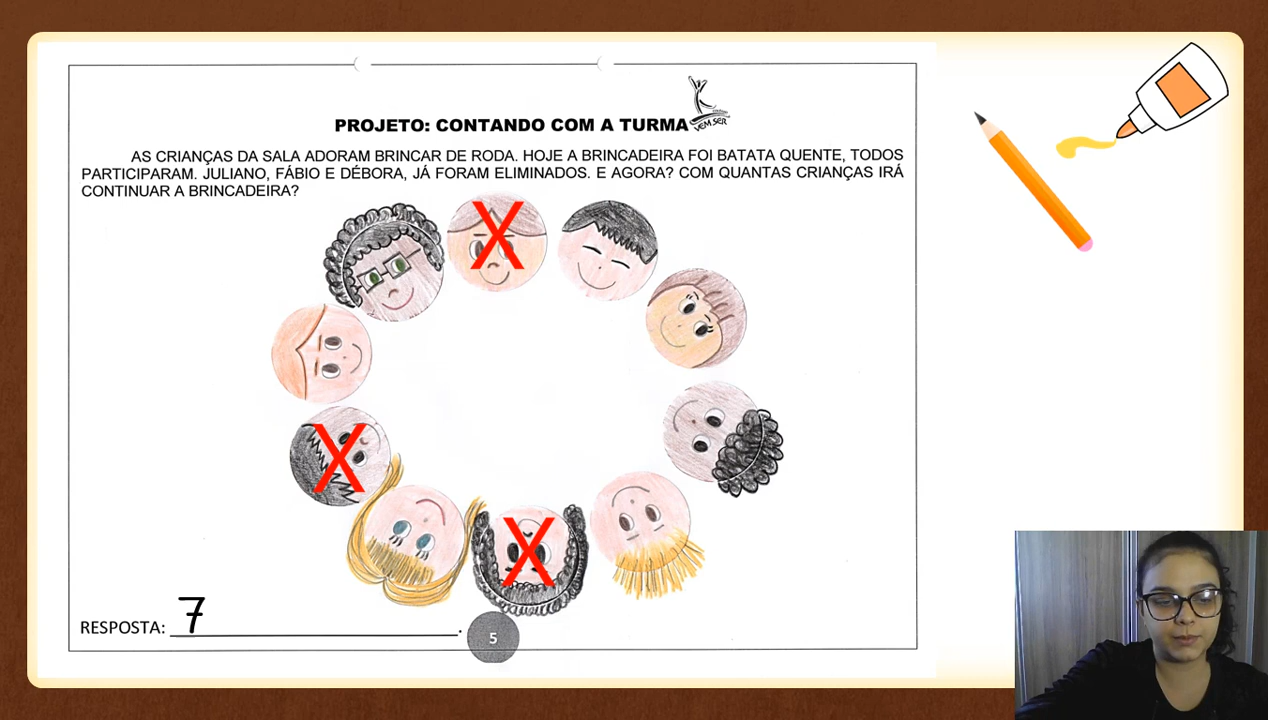 PROJETO: CONTANDO COM A TURMA
VEM SER
AS CRIANÇAS DA SALA ADORAM BRINCAR DE RODA. HOJE A BRINCADEIRA FOI BATATA QUENTE, TODOS
PARTICIPARAM. JULIANO, FÁBIO E DÉBORA, JÁ FORAM ELIMINADOS. E AGORA? COM QUANTAS CRIANÇAS IRÁ
CONTINUAR A BRINCADEIRA?
X
X
X
RESPOSTA: 7.
5